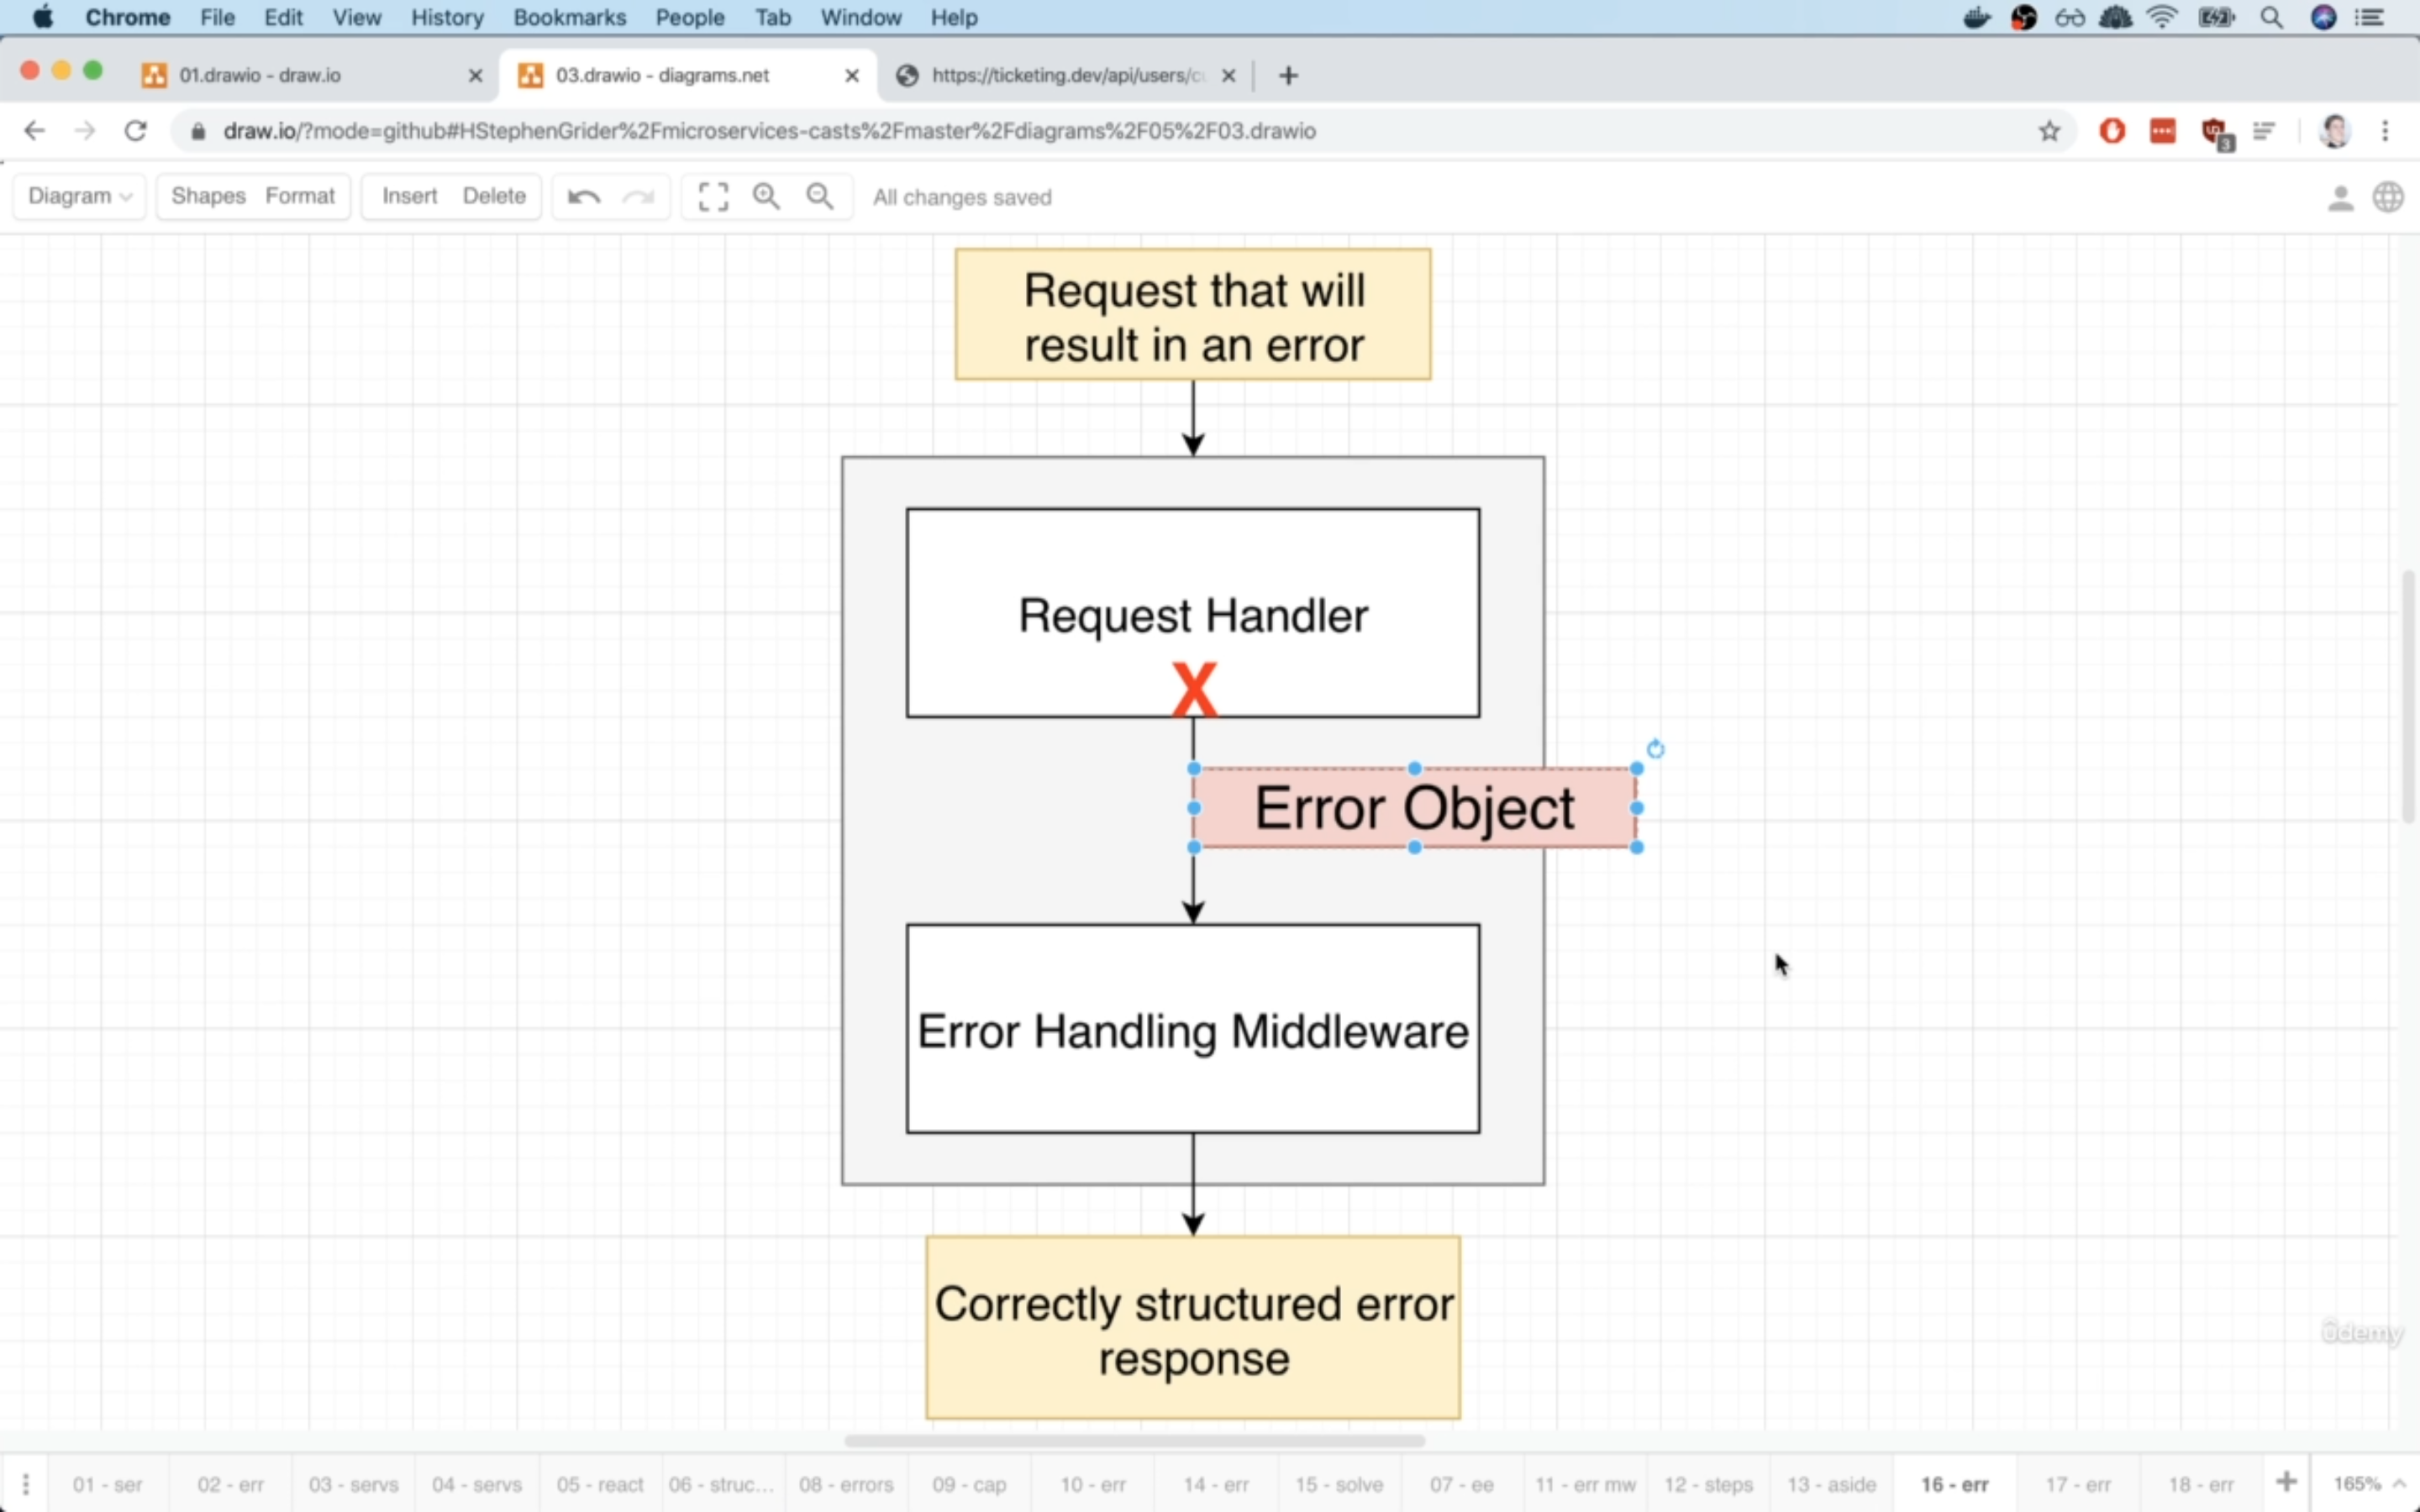 Chrome File Edit View History Bookmarks People Tab Window Help
01.drawio - draw.io
03.drawio - diagrams.net
https://ticketing.dev/api/users/c
draw.io/?mode=github#HStephenGrider%2Fmicroservices-casts%2Fmaster%2Fdiagrams%2F05%2F03.drawio
3
Diagram Shapes Format Insert Delete All changes saved
Request that will
result in an error
Request Handler
X
Error Object
Error Handling Middleware
Correctly structured error
response
ûdemy
01 - ser 02 - err 03 - servs 04 - servs 05 - react 06 - struc... 08 - errors 09 - cap 10 - err 14 - err 15 - solve 07 - ee 11 - err mw 12 - steps 13 - aside 16 - err 17 - err 18 - err 165%